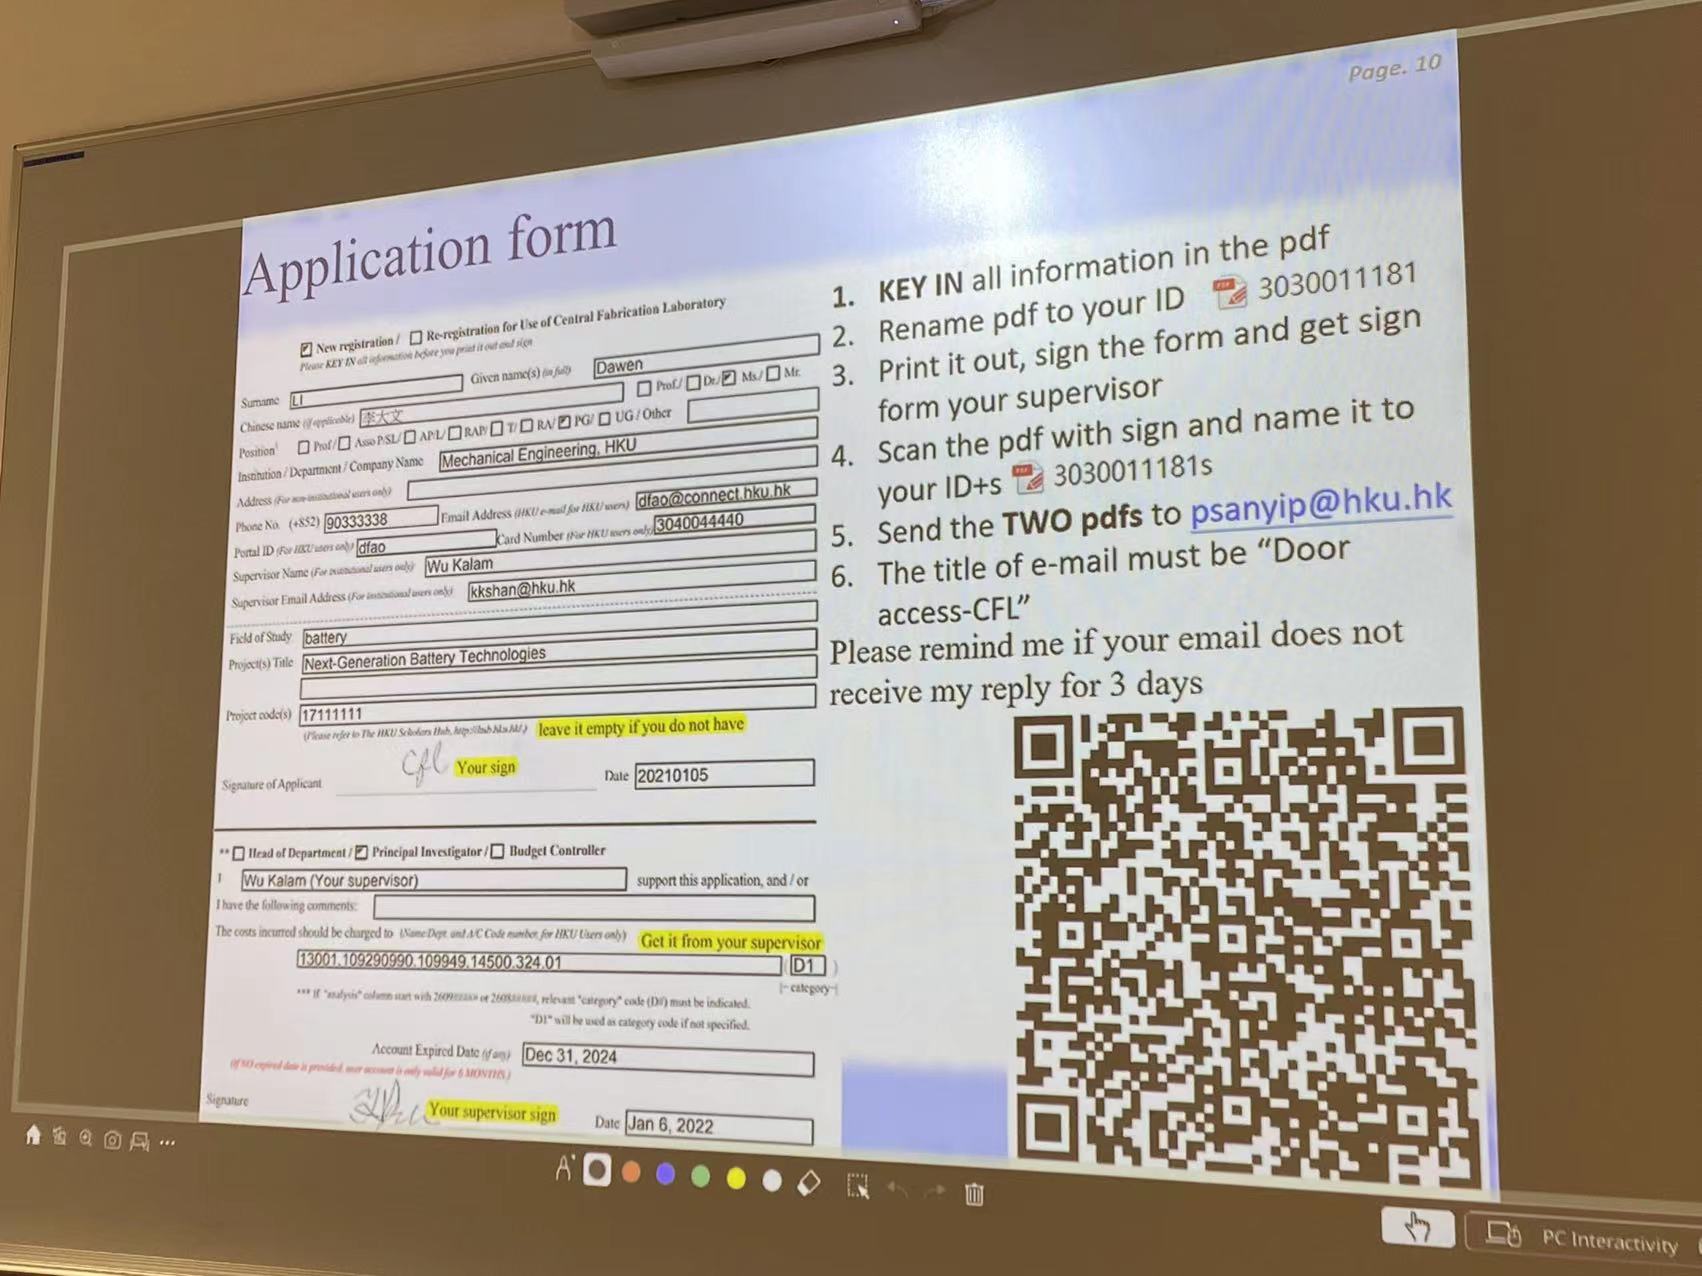 Page. 10
Application form
New registration / Re-registration for Use of Central Fabrication Laboratory
Please KEY IN all information before you print it out and sign
Surname LI Given name(s) (in full) Dawen
Chinese name (if applicable) 李大文 Prof./ Dr./ Ms./ Mr.
Position¹ Prof/ Asso P/SL/ AP/L/ RAP/ T/ RA/ PG/ UG / Other
Institution / Department / Company Name Mechanical Engineering, HKU
Address (For non-institutional users only)
Phone No. (+852) 90333338 Email Address (HKU e-mail for HKU users) dfao@connect.hku.hk
Portal ID (For HKU users only) dfao Card Number (For HKU users only) 3040044440
Supervisor Name (For institutional users only) Wu Kalam
Supervisor Email Address (For institutional users only) kkshan@hku.hk
Field of Study battery
Project(s) Title Next-Generation Battery Technologies
Project code(s) 17111111
(Please refer to The HKU Scholars Hub, http://hub.hku.hk/.) leave it empty if you do not have
Signature of Applicant cfl Your sign Date 20210105
** Head of Department / Principal Investigator / Budget Controller
I Wu Kalam (Your supervisor) support this application, and / or
I have the following comments:
The costs incurred should be charged to (Name/Dept. and A/C Code number, for HKU Users only) Get it from your supervisor
13001.109290990.109949.14500.324.01 (D1)
|- category-|
*** If "analysis" column start with or relevant "category" code (D#) must be indicated.
"D1" will be used as category code if not specified.
Account Expired Date (if any) Dec 31, 2024
(If NO expired date is provided, user account is only valid for 6 MONTHS.)
Signature Your supervisor sign Date Jan 6, 2022
1. KEY IN all information in the pdf
2. Rename pdf to your ID PDF 3030011181
3. Print it out, sign the form and get sign
form your supervisor
4. Scan the pdf with sign and name it to
your ID+s PDF 3030011181s
5. Send the TWO pdfs to psanyip@hku.hk
6. The title of e-mail must be “Door
access-CFL”
Please remind me if your email does not
receive my reply for 3 days
PC Interactivity